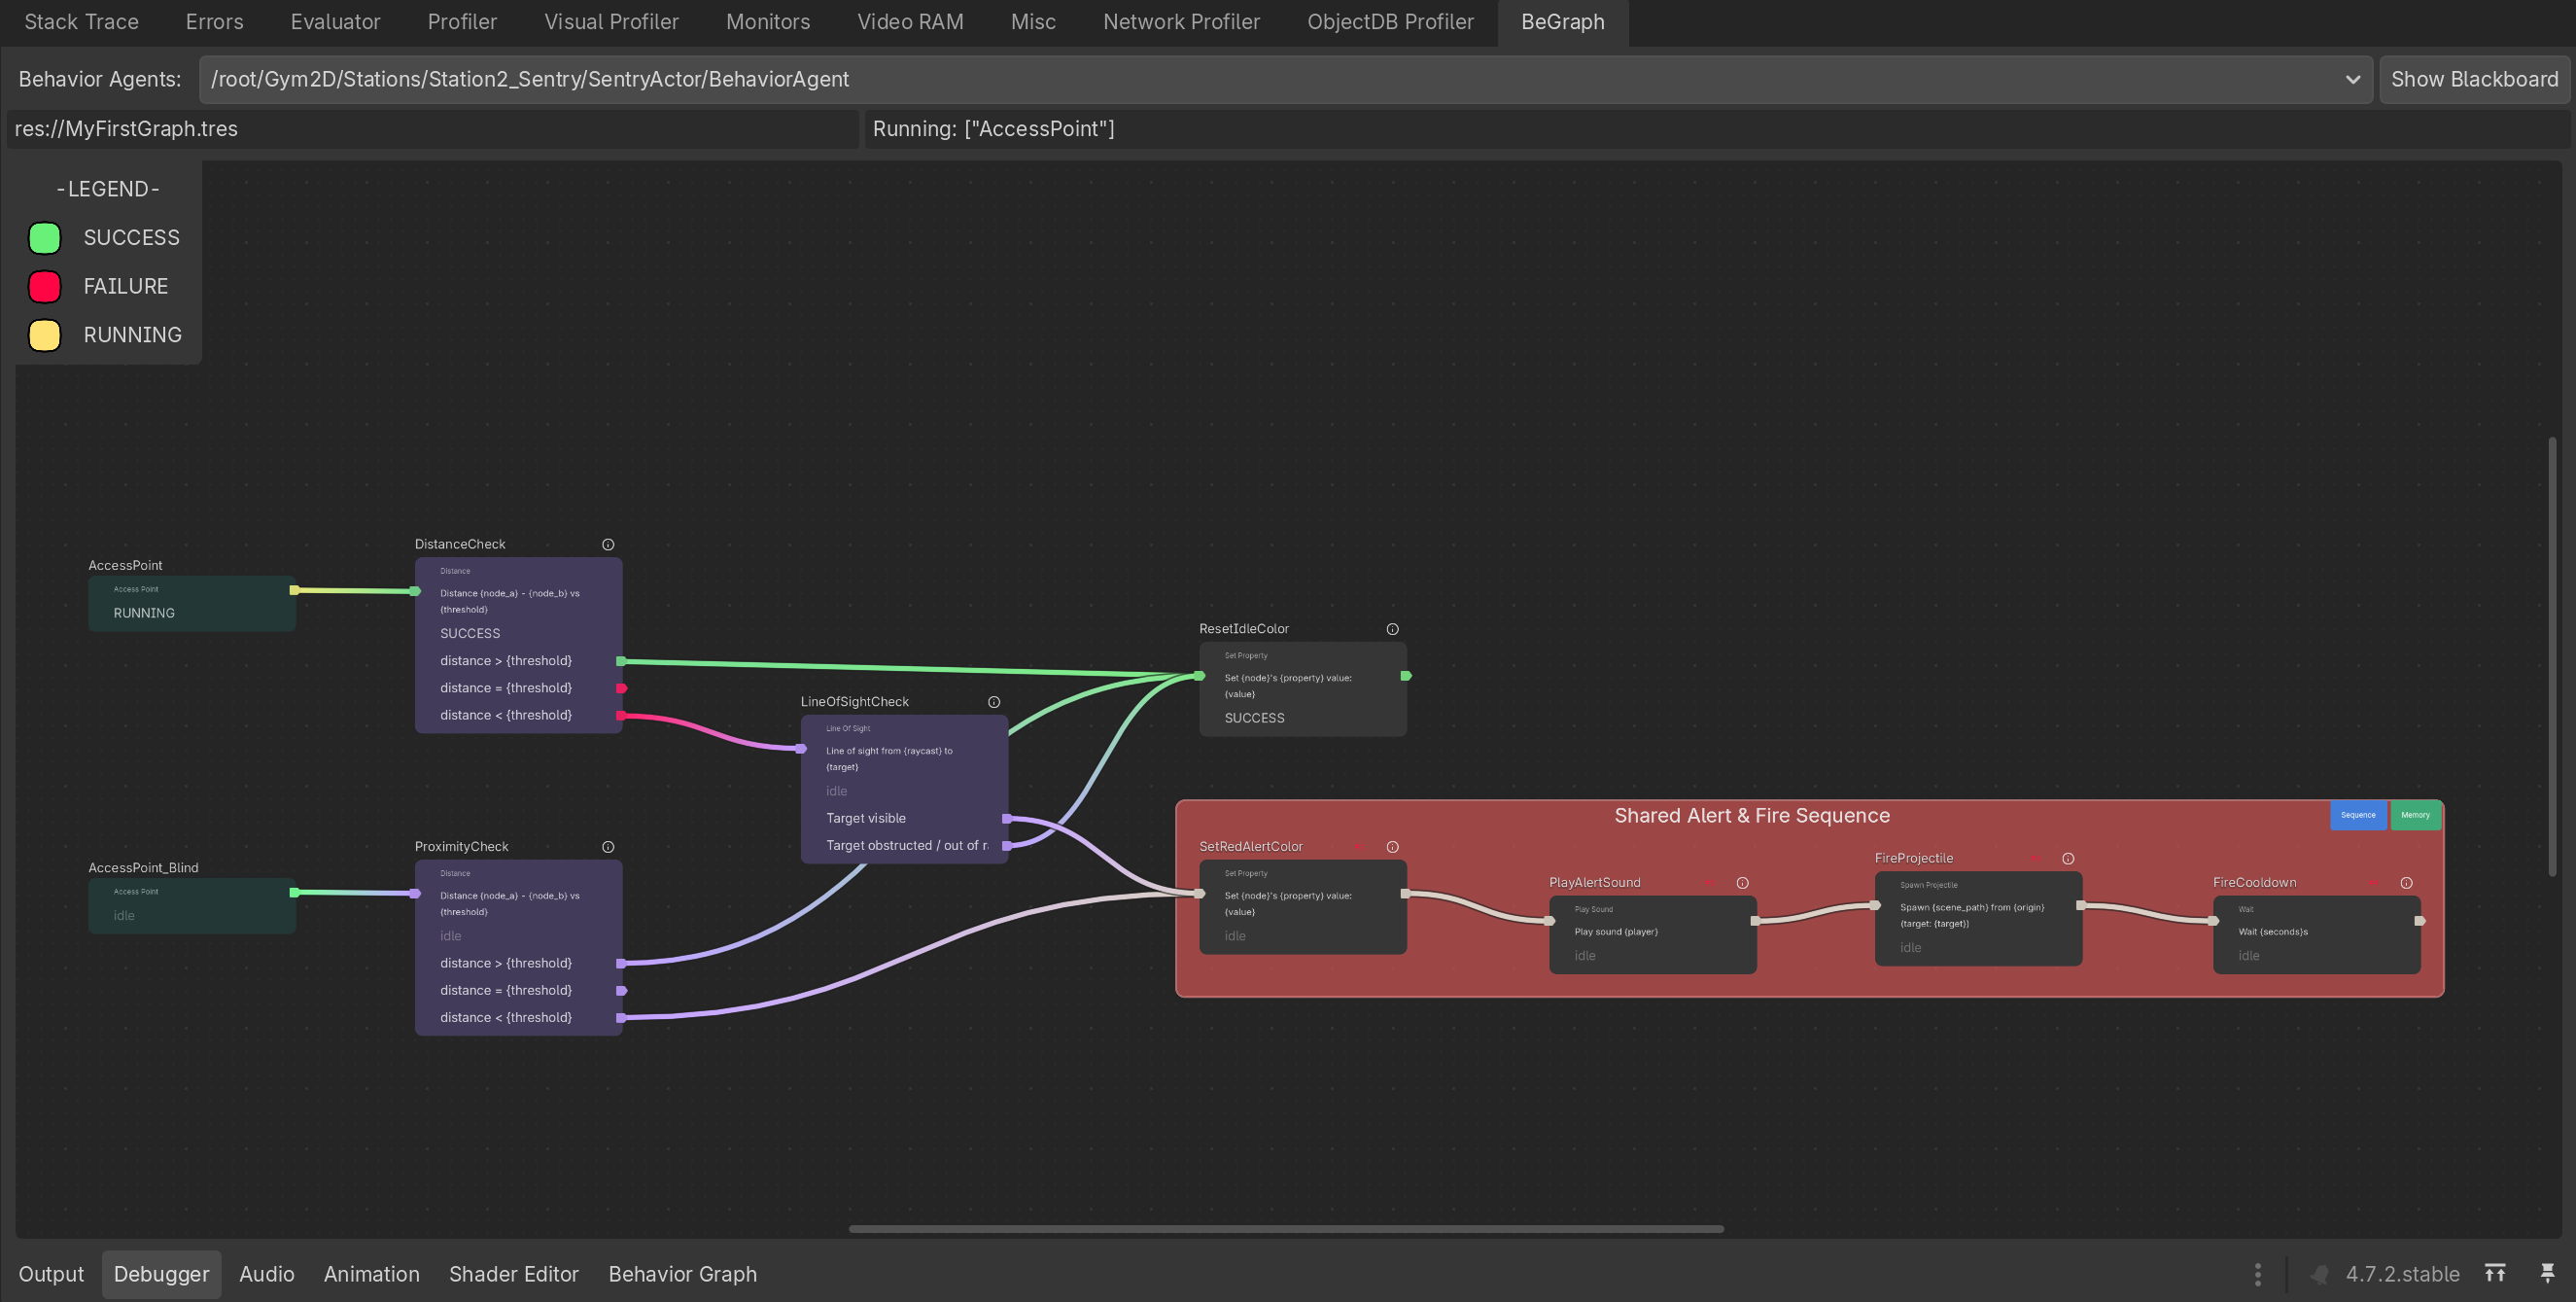 Stack Trace Errors Evaluator Profiler Visual Profiler Monitors Video RAM Misc Network Profiler ObjectDB Profiler BeGraph
Behavior Agents: /root/Gym2D/Stations/Station2_Sentry/SentryActor/BehaviorAgent Show Blackboard
res://MyFirstGraph.tres Running: ["AccessPoint"]
-LEGEND-
SUCCESS
FAILURE
RUNNING
AccessPoint
Access Point
RUNNING
DistanceCheck
Distance
Distance {node_a} - {node_b} vs
{threshold}
SUCCESS
distance > {threshold}
distance = {threshold}
distance < {threshold}
LineOfSightCheck
Line Of Sight
Line of sight from {raycast} to
{target}
idle
Target visible
Target obstructed / out of r
ResetIdleColor
Set Property
Set {node}'s {property} value:
{value}
SUCCESS
AccessPoint_Blind
Access Point
idle
ProximityCheck
Distance
Distance {node_a} - {node_b} vs
{threshold}
idle
distance > {threshold}
distance = {threshold}
distance < {threshold}
Shared Alert & Fire Sequence
Sequence Memory
SetRedAlertColor
Set Property
Set {node}'s {property} value:
{value}
idle
PlayAlertSound
Play Sound
Play sound {player}
idle
FireProjectile
Spawn Projectile
Spawn {scene_path} from {origin}
(target: {target})
idle
FireCooldown
Wait
Wait {seconds}s
idle
Output Debugger Audio Animation Shader Editor Behavior Graph 4.7.2.stable